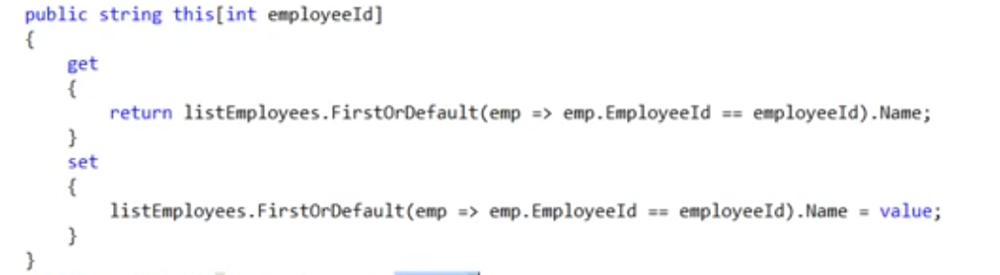 public string this[int employeeId]
{
    get
    {
        return listEmployees.FirstOrDefault(emp => emp.EmployeeId == employeeId).Name;
    }
    set
    {
        listEmployees.FirstOrDefault(emp => emp.EmployeeId == employeeId).Name = value;
    }
}